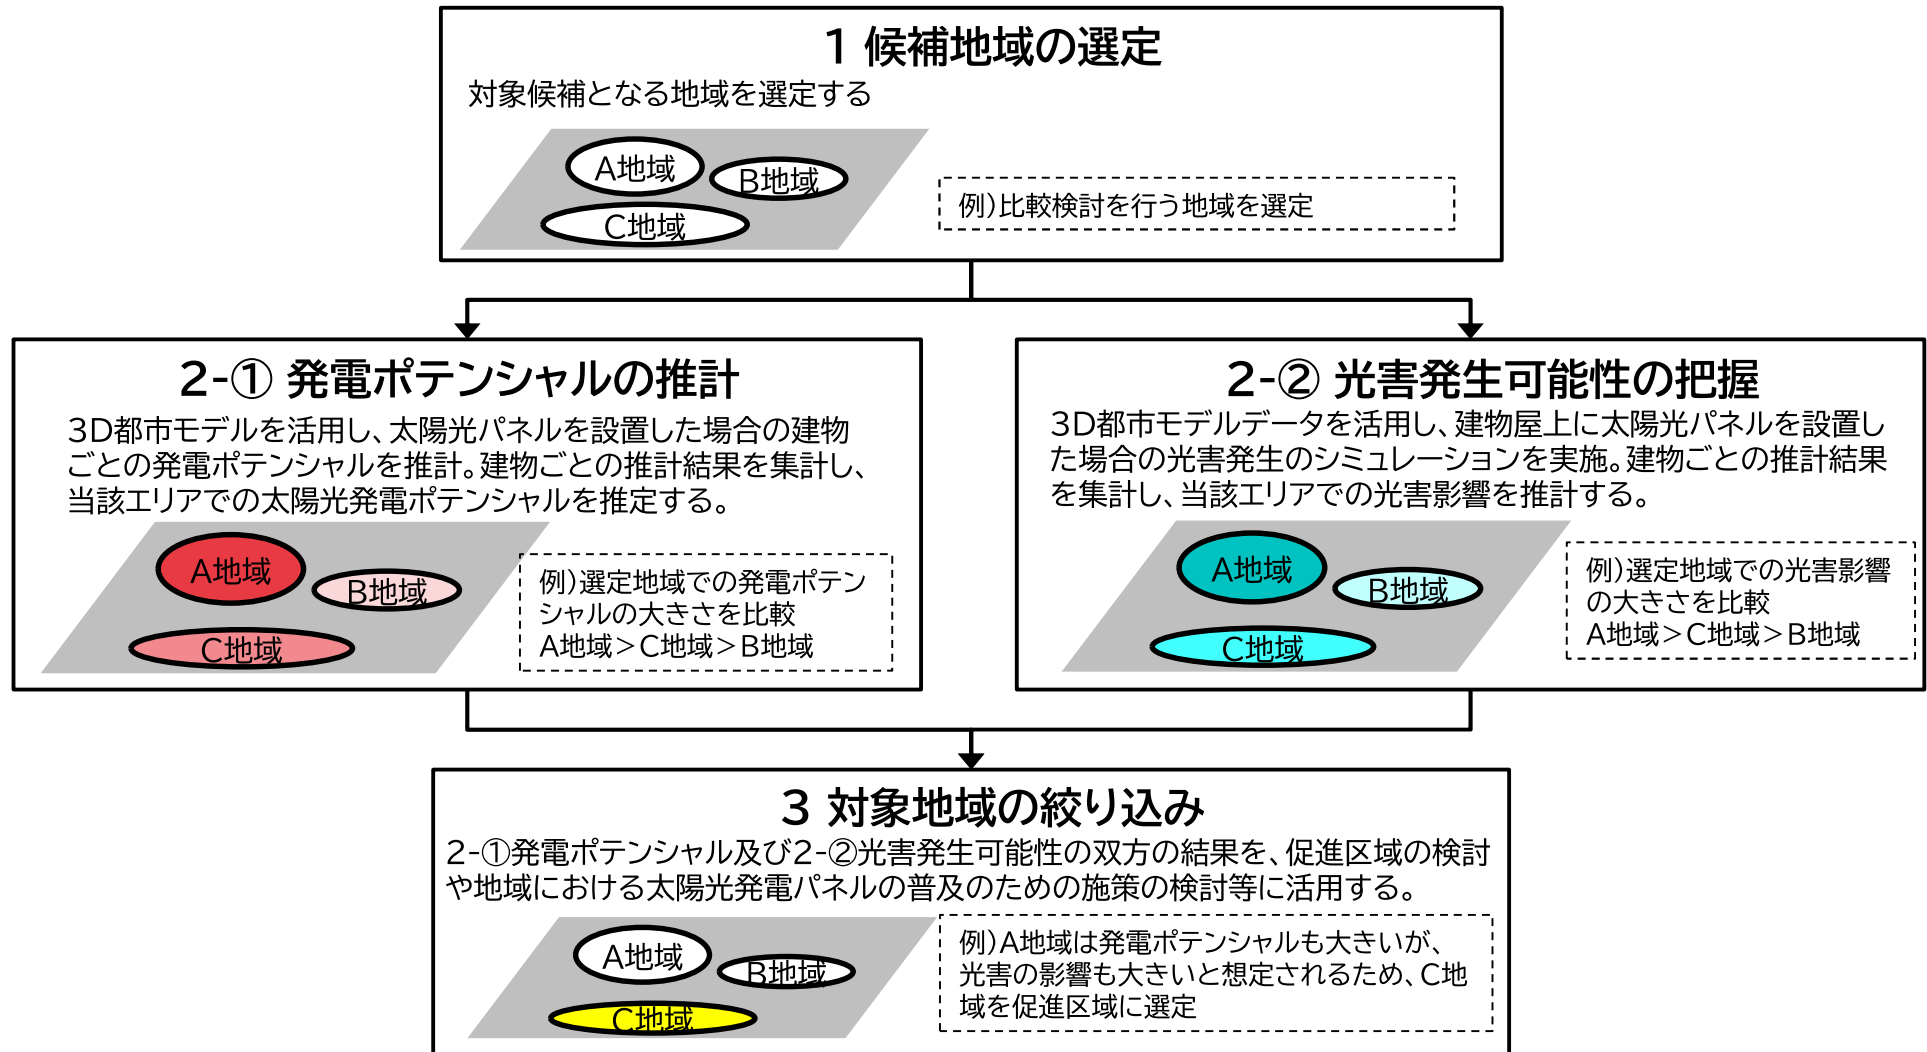 1 候補地域の選定
対象候補となる地域を選定する
A地域
B地域
C地域
例）比較検討を行う地域を選定
2-① 発電ポテンシャルの推計
3D都市モデルを活用し、太陽光パネルを設置した場合の建物
ごとの発電ポテンシャルを推計。建物ごとの推計結果を集計し、
当該エリアでの太陽光発電ポテンシャルを推定する。
A地域
B地域
C地域
例）選定地域での発電ポテン
シャルの大きさを比較
A地域＞C地域＞B地域
2-② 光害発生可能性の把握
3D都市モデルデータを活用し、建物屋上に太陽光パネルを設置し
た場合の光害発生のシミュレーションを実施。建物ごとの推計結果
を集計し、当該エリアでの光害影響を推計する。
A地域
B地域
C地域
例）選定地域での光害影響
の大きさを比較
A地域＞C地域＞B地域
3 対象地域の絞り込み
2-①発電ポテンシャル及び2-②光害発生可能性の双方の結果を、促進区域の検討
や地域における太陽光発電パネルの普及のための施策の検討等に活用する。
A地域
B地域
C地域
例）A地域は発電ポテンシャルも大きいが、
光害の影響も大きいと想定されるため、C地
域を促進区域に選定